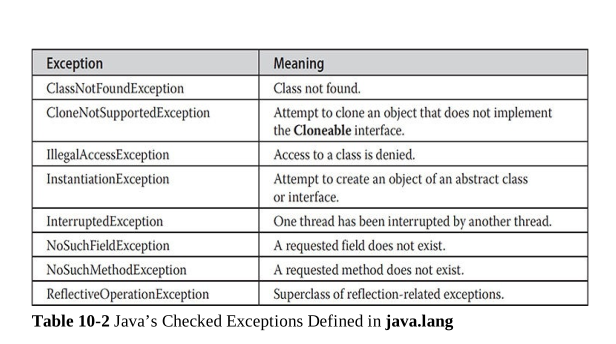 Exception Meaning
ClassNotFoundException Class not found.
CloneNotSupportedException Attempt to clone an object that does not implement
the Cloneable interface.
IllegalAccessException Access to a class is denied.
InstantiationException Attempt to create an object of an abstract class
or interface.
InterruptedException One thread has been interrupted by another thread.
NoSuchFieldException A requested field does not exist.
NoSuchMethodException A requested method does not exist.
ReflectiveOperationException Superclass of reflection-related exceptions.
Table 10-2 Java’s Checked Exceptions Defined in java.lang